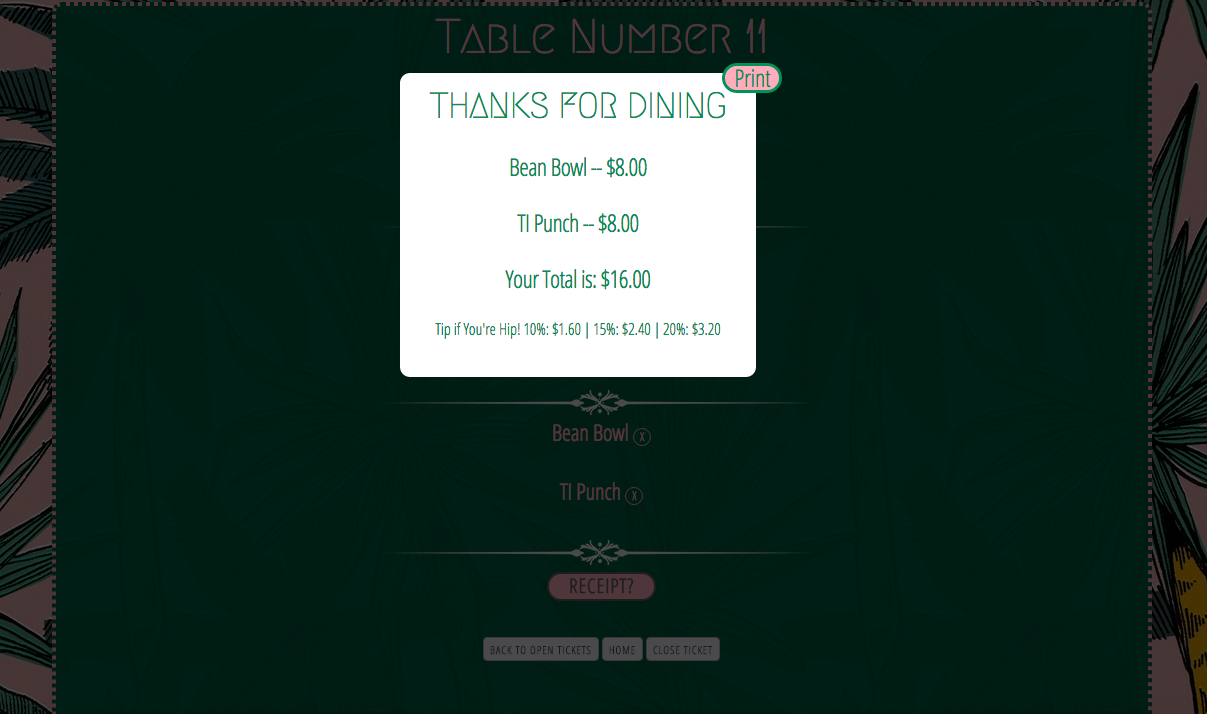 Table Number 11
Print
THANKS FOR DINING
Bean Bowl -- $8.00
TI Punch -- $8.00
Your Total is: $16.00
Tip if You're Hip! 10%: $1.60 | 15%: $2.40 | 20%: $3.20
Bean Bowl X
TI Punch X
RECEIPT?
BACK TO OPEN TICKETS HOME CLOSE TICKET